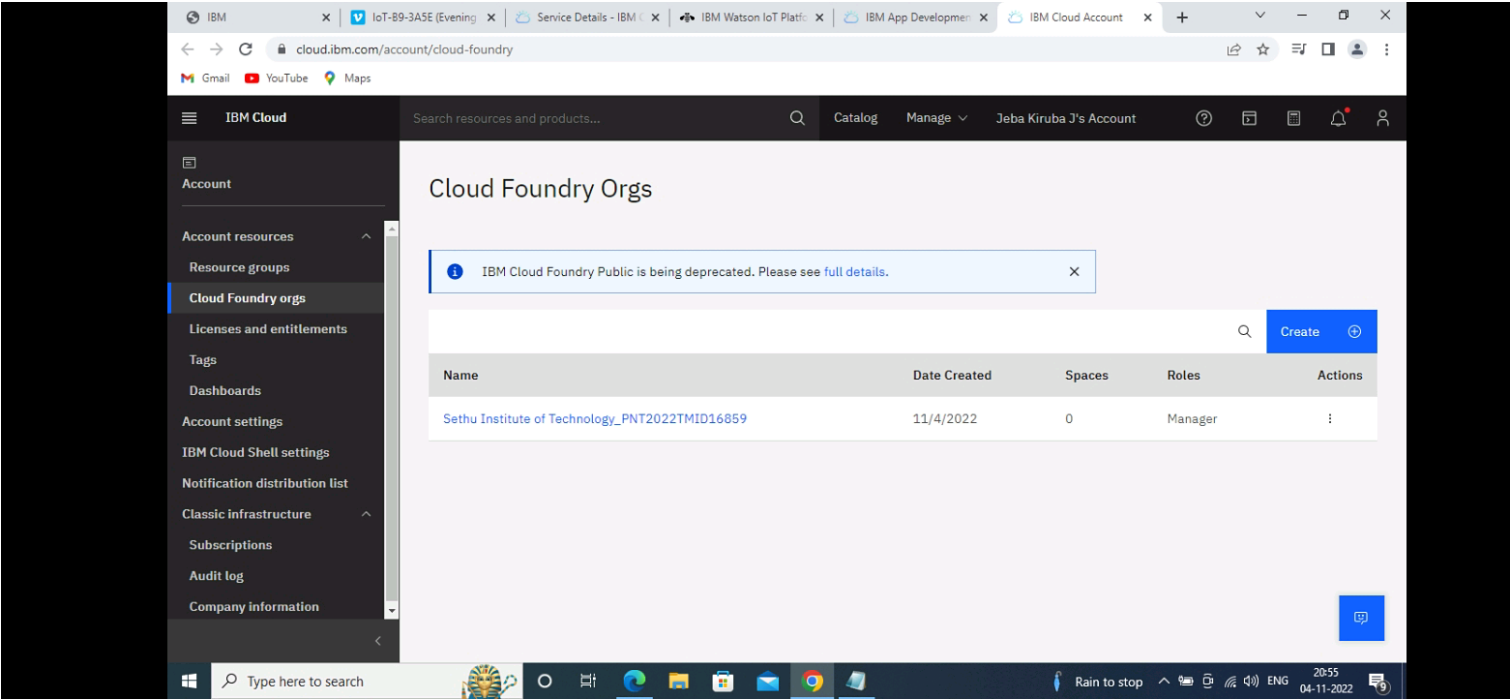 IBM
IoT-B9-3A5E (Evening
Service Details - IBM C
IBM Watson IoT Platfo
IBM App Developmen
IBM Cloud Account
cloud.ibm.com/account/cloud-foundry
Gmail YouTube Maps
IBM Cloud
Search resources and products...
Catalog
Manage
Jeba Kiruba J's Account
Account
Account resources
Resource groups
Cloud Foundry orgs
Licenses and entitlements
Tags
Dashboards
Account settings
IBM Cloud Shell settings
Notification distribution list
Classic infrastructure
Subscriptions
Audit log
Company information
Cloud Foundry Orgs
IBM Cloud Foundry Public is being deprecated. Please see full details.
Create
Name Date Created Spaces Roles Actions
Sethu Institute of Technology_PNT2022TMID16859 11/4/2022 0 Manager
Type here to search
Rain to stop
ENG
20:55
04-11-2022
9